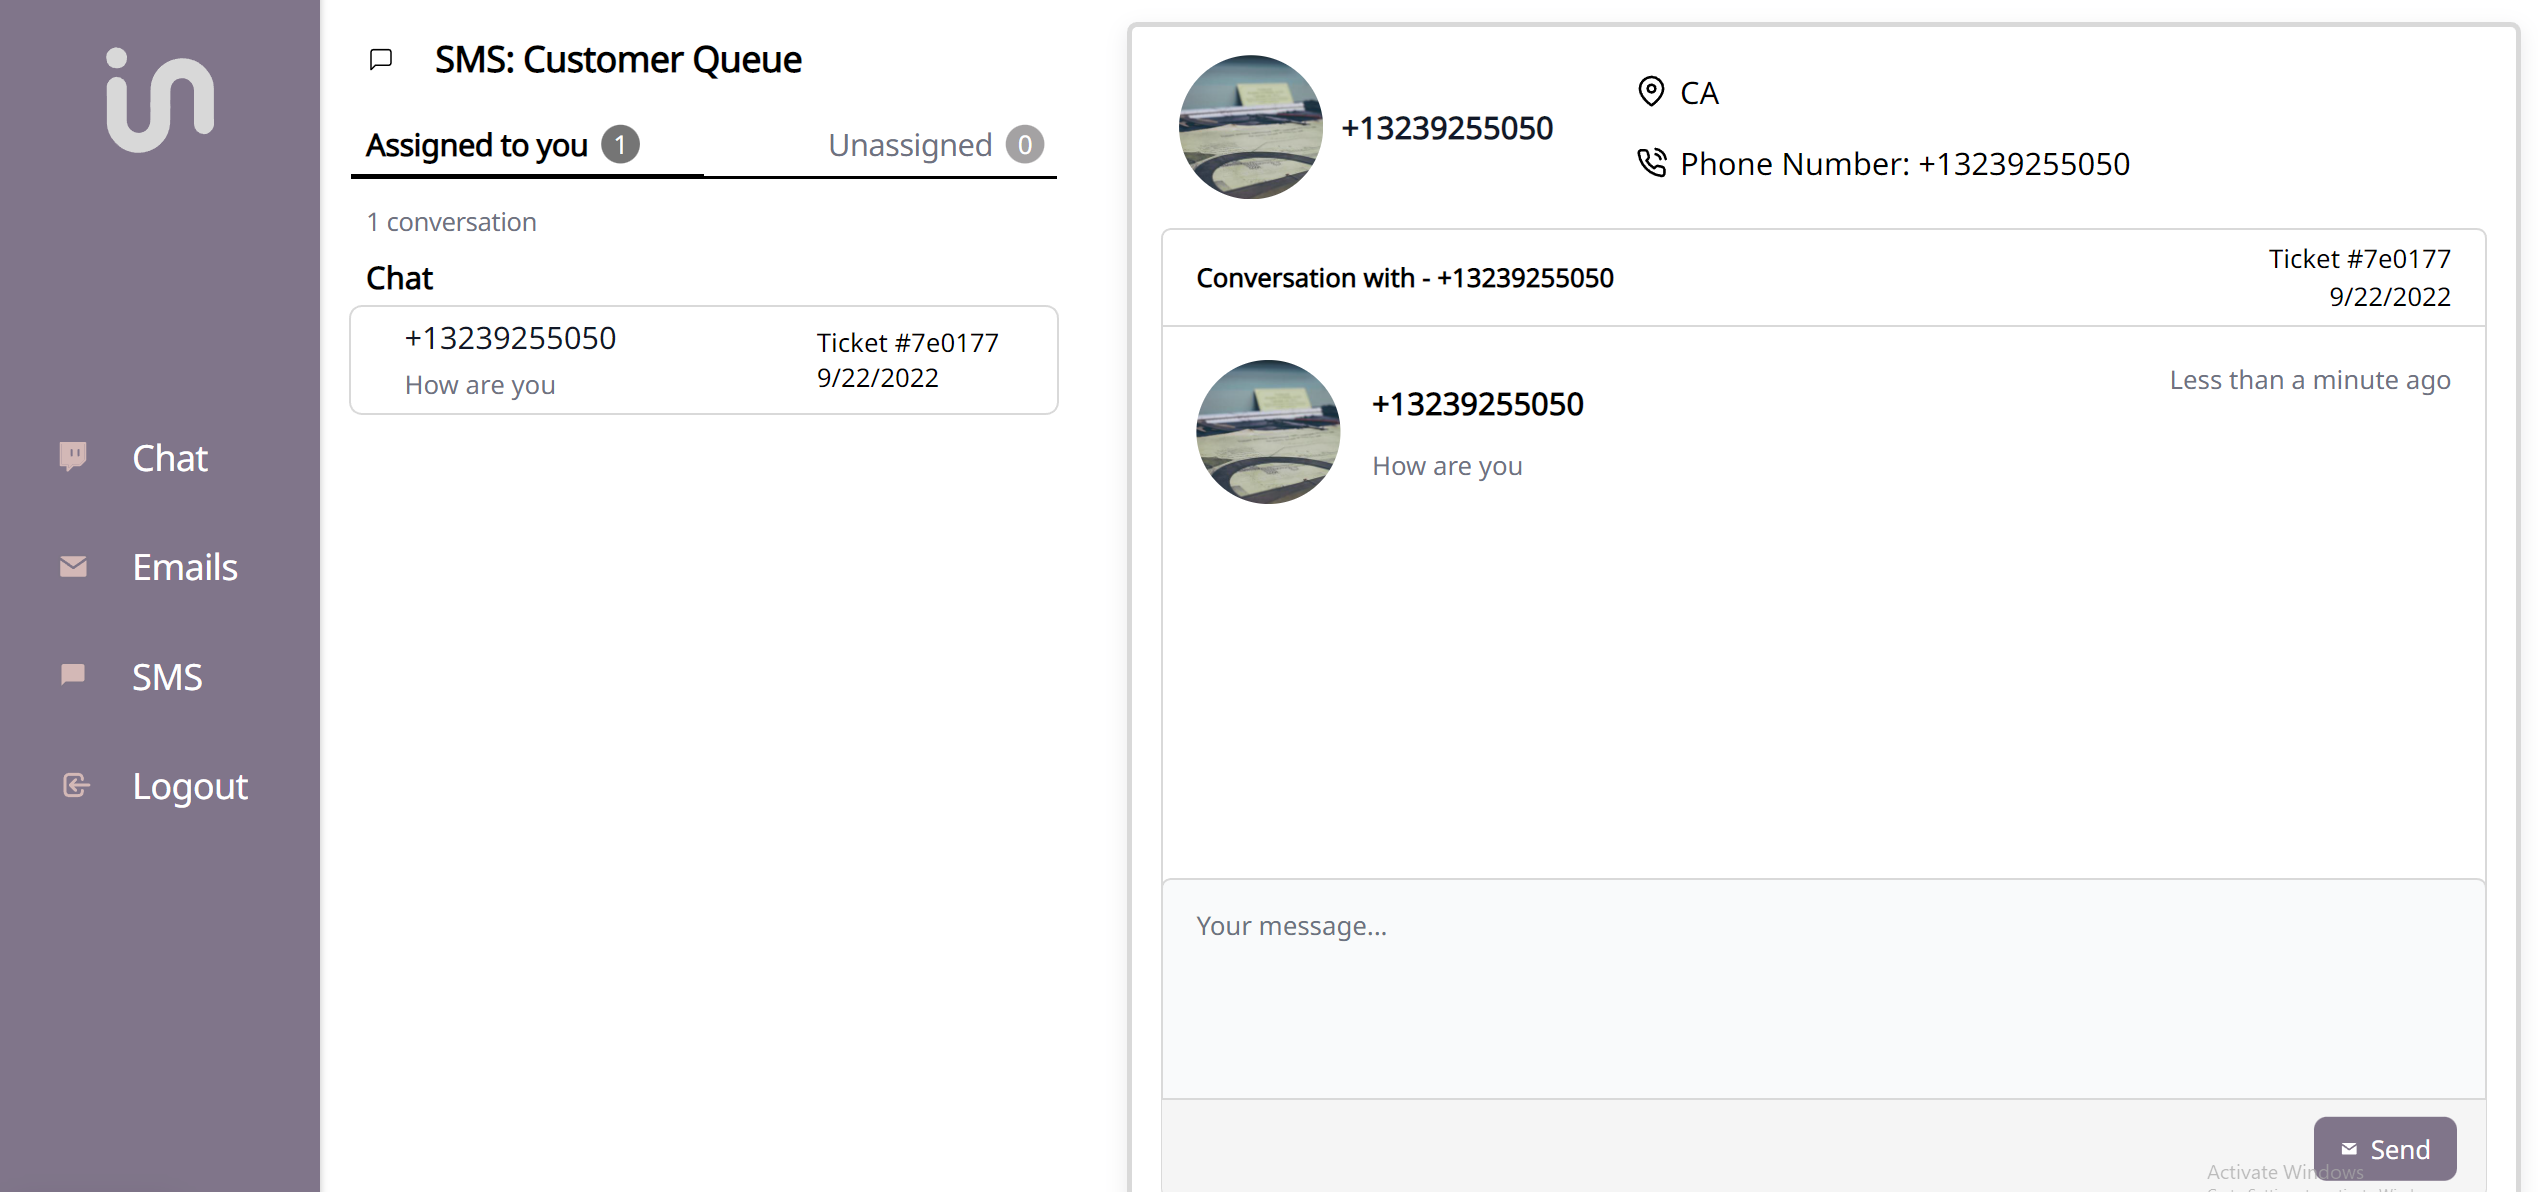 in
Chat
Emails
SMS
Logout
SMS: Customer Queue
Assigned to you 1
Unassigned 0
1 conversation
Chat
+13239255050
How are you
Ticket #7e0177
9/22/2022
+13239255050
CA
Phone Number: +13239255050
Conversation with - +13239255050
Ticket #7e0177
9/22/2022
+13239255050
How are you
Less than a minute ago
Your message...
Send
Activate Windows